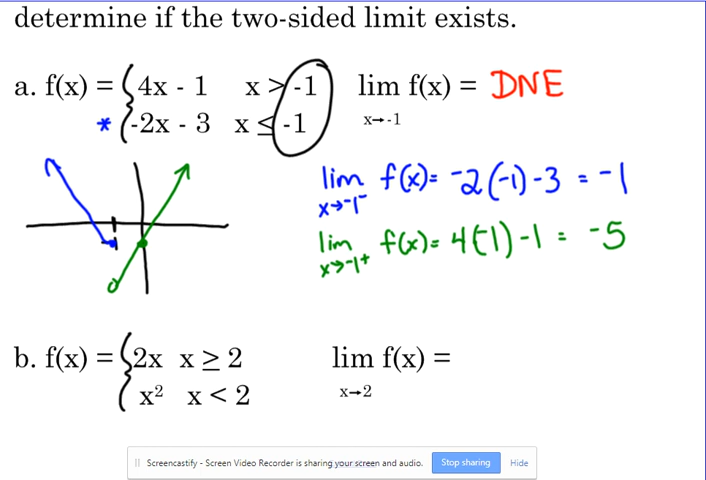 determine if the two-sided limit exists.
a. f(x) = { 4x - 1 x > -1 lim f(x) = DNE
x→-1
* -2x - 3 x ≤ -1
lim f(x) = -2(-1)-3 = -1
x→-1⁻
-1
lim f(x) = 4(-1)-1 = -5
x→-1⁺
b. f(x) = { 2x x ≥ 2 lim f(x) =
x→2
x² x < 2
Screencastify - Screen Video Recorder is sharing your screen and audio. Stop sharing Hide